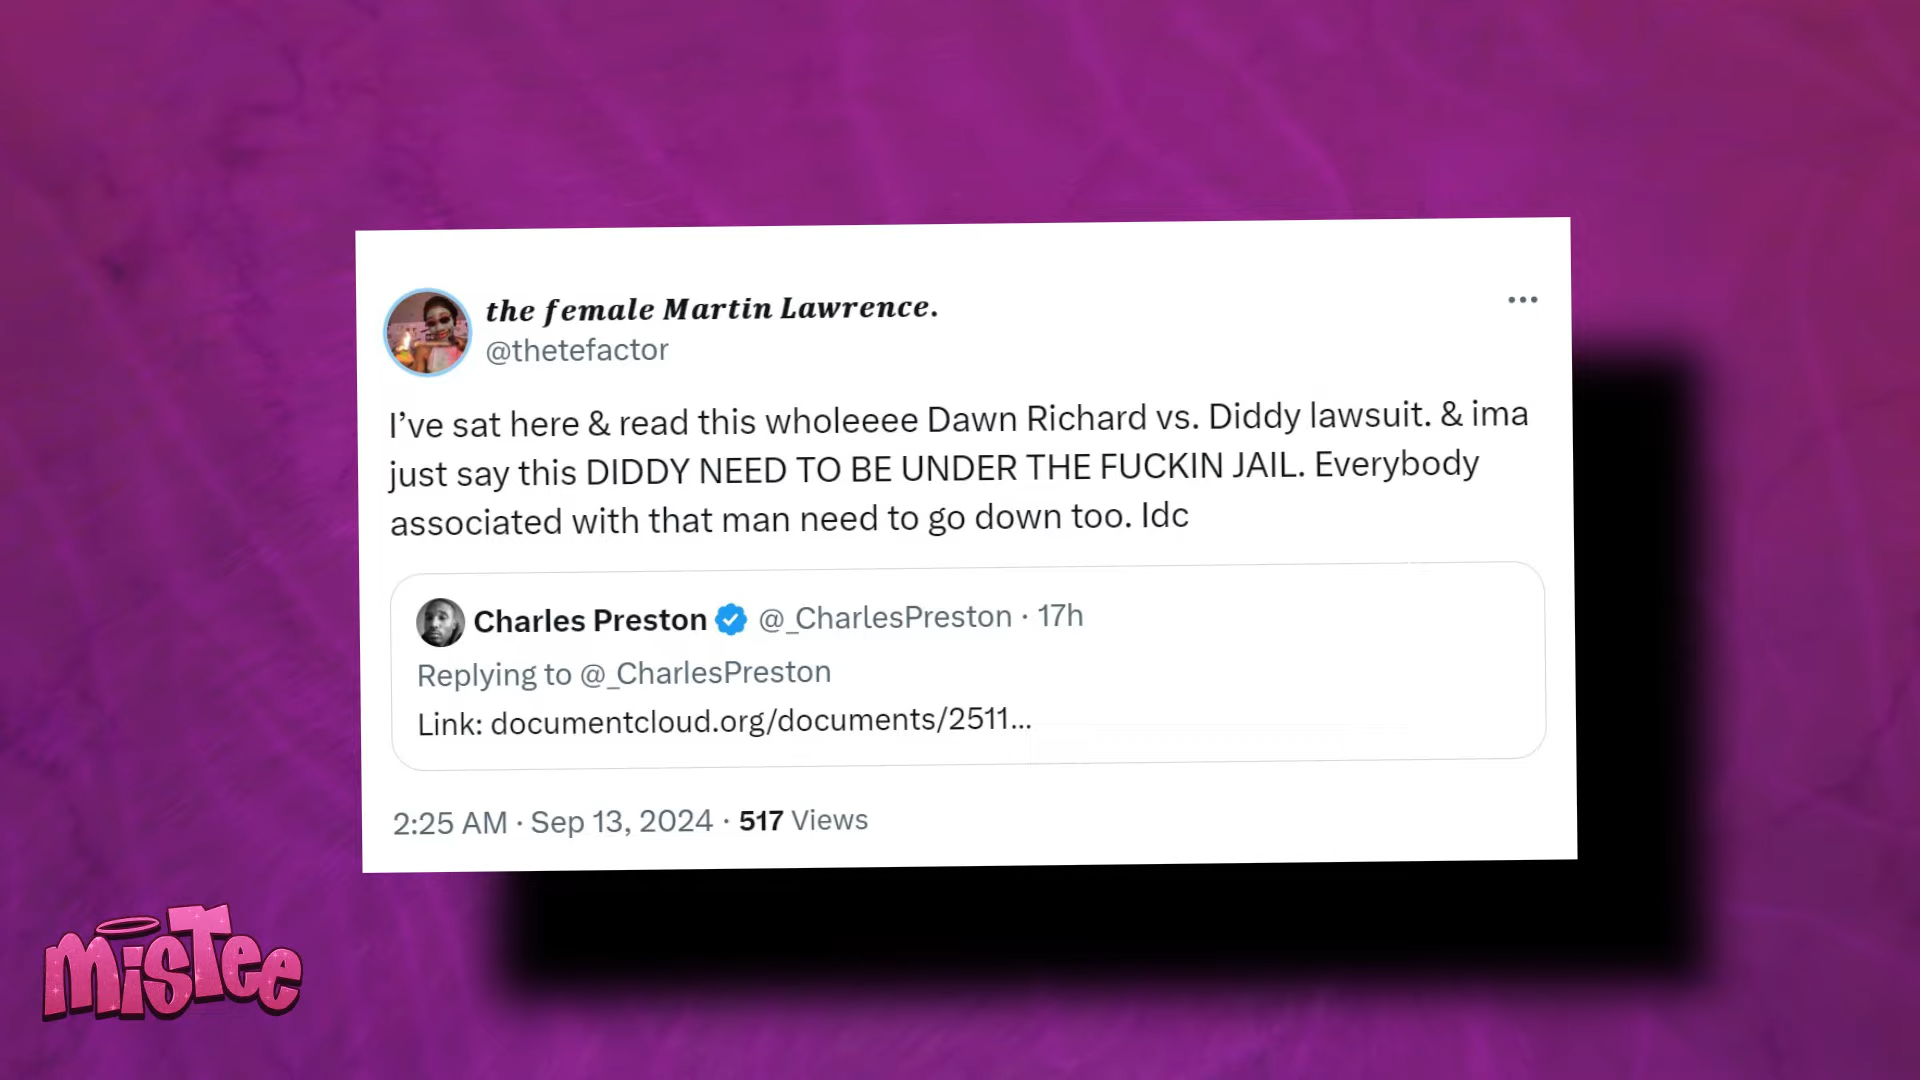 the female Martin Lawrence.
@thetefactor
I’ve sat here & read this wholeeee Dawn Richard vs. Diddy lawsuit. & ima
just say this DIDDY NEED TO BE UNDER THE FUCKIN JAIL. Everybody
associated with that man need to go down too. Idc
Charles Preston @_CharlesPreston · 17h
Replying to @_CharlesPreston
Link: documentcloud.org/documents/2511...
2:25 AM · Sep 13, 2024 · 517 Views
misTee